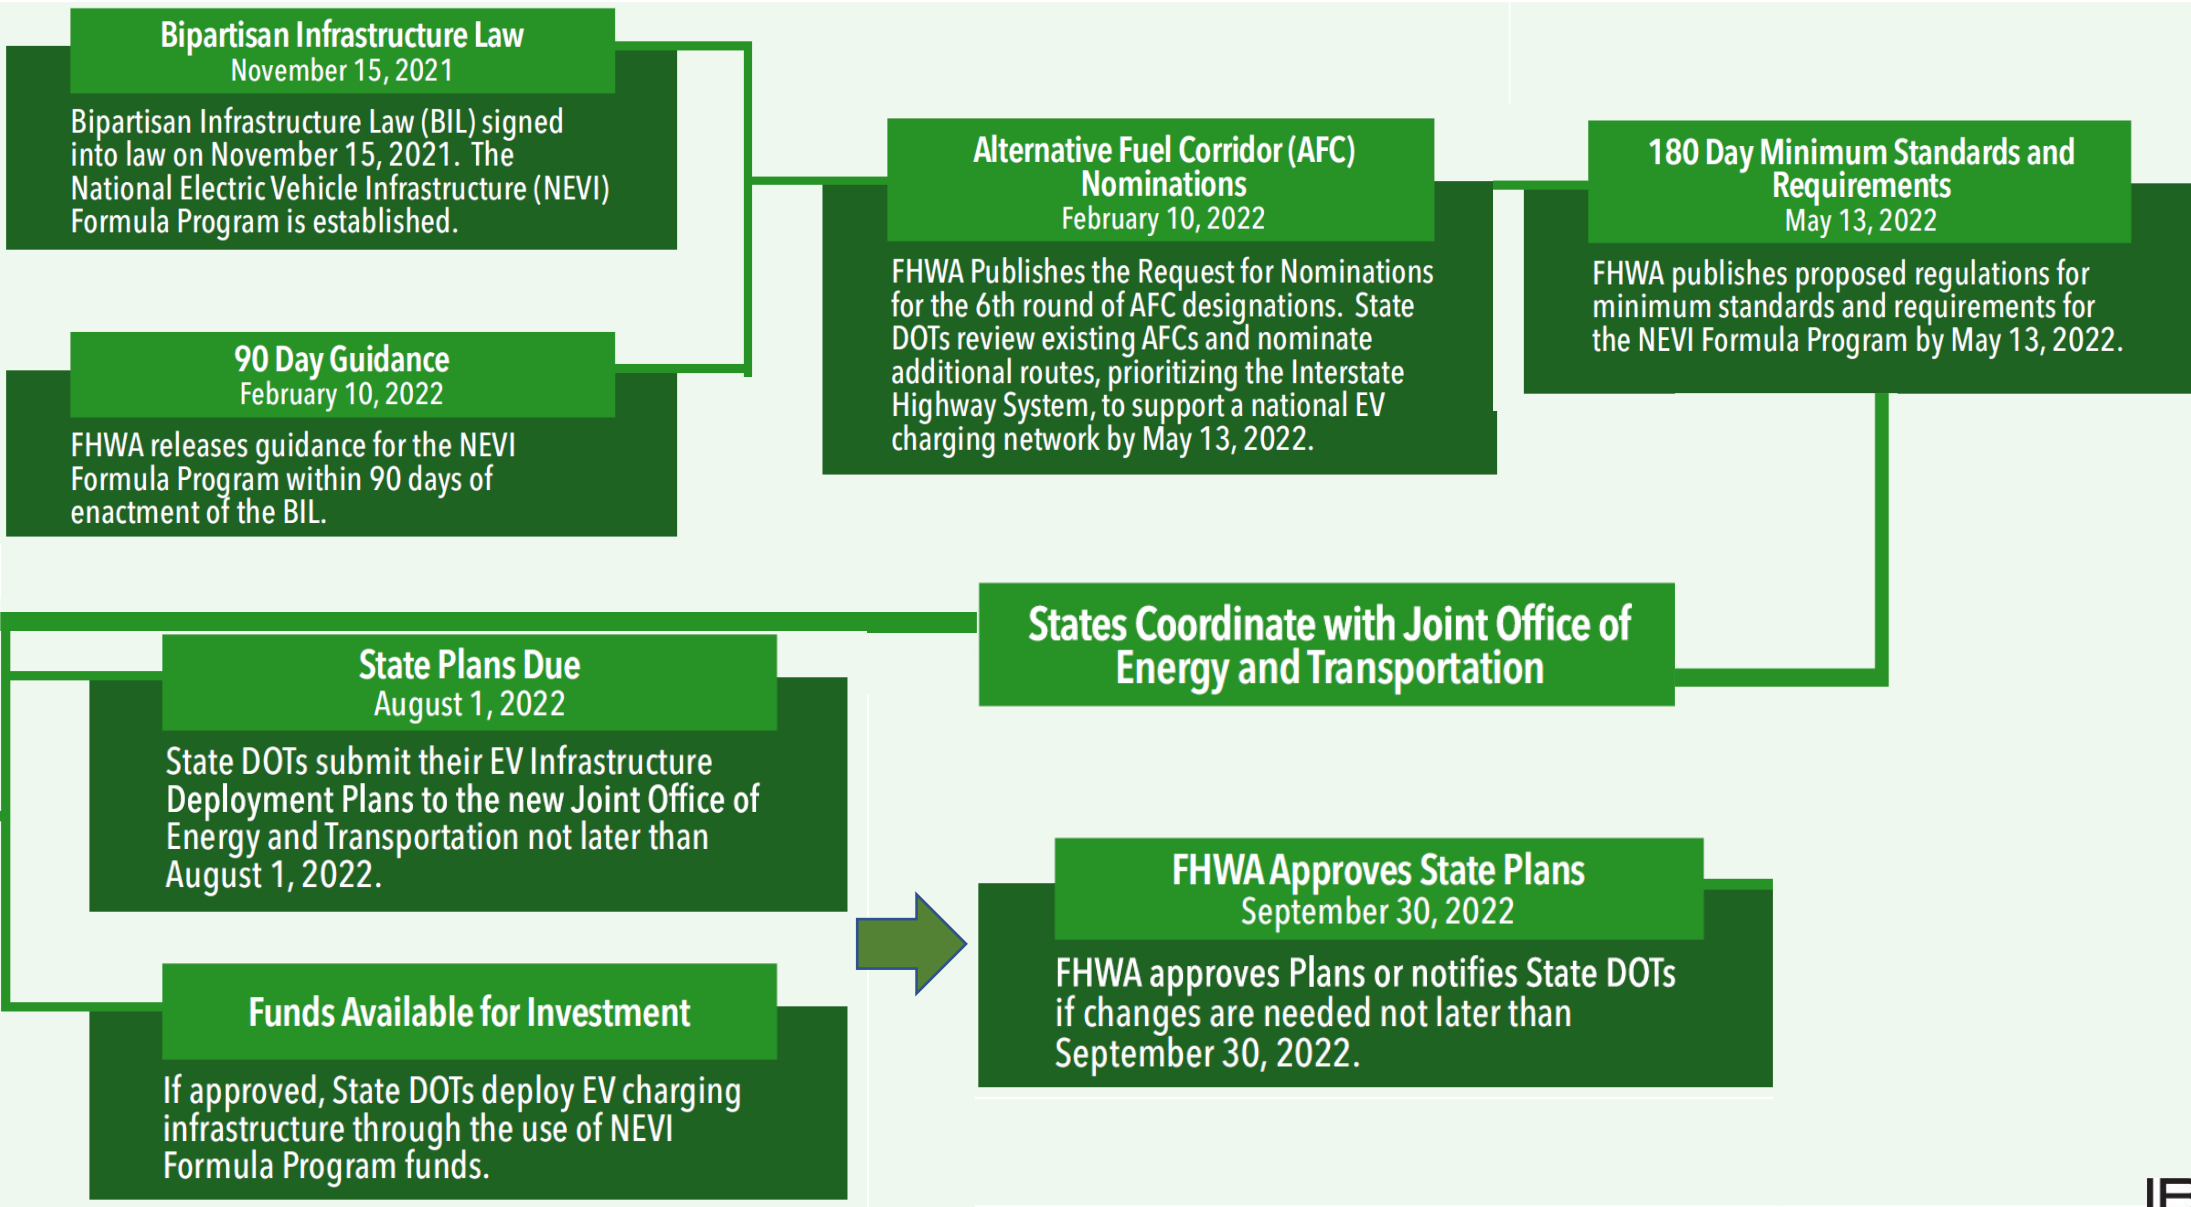 Bipartisan Infrastructure Law
November 15, 2021
Bipartisan Infrastructure Law (BIL) signed
into law on November 15, 2021. The
National Electric Vehicle Infrastructure (NEVI)
Formula Program is established.
90 Day Guidance
February 10, 2022
FHWA releases guidance for the NEVI
Formula Program within 90 days of
enactment of the BIL.
Alternative Fuel Corridor (AFC)
Nominations
February 10, 2022
FHWA Publishes the Request for Nominations
for the 6th round of AFC designations. State
DOTs review existing AFCs and nominate
additional routes, prioritizing the Interstate
Highway System, to support a national EV
charging network by May 13, 2022.
180 Day Minimum Standards and
Requirements
May 13, 2022
FHWA publishes proposed regulations for
minimum standards and requirements for
the NEVI Formula Program by May 13, 2022.
States Coordinate with Joint Office of
Energy and Transportation
State Plans Due
August 1, 2022
State DOTs submit their EV Infrastructure
Deployment Plans to the new Joint Office of
Energy and Transportation not later than
August 1, 2022.
Funds Available for Investment
If approved, State DOTs deploy EV charging
infrastructure through the use of NEVI
Formula Program funds.
FHWA Approves State Plans
September 30, 2022
FHWA approves Plans or notifies State DOTs
if changes are needed not later than
September 30, 2022.